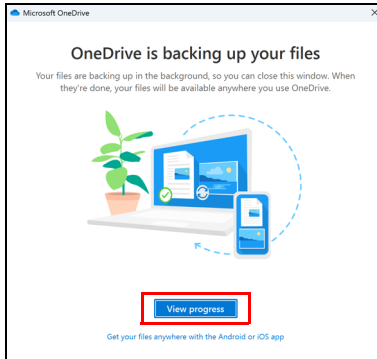 Microsoft OneDrive
OneDrive is backing up your files
Your files are backing up in the background, so you can close this window. When
they're done, your files will be available anywhere you use OneDrive.
View progress
Get your files anywhere with the Android or iOS app